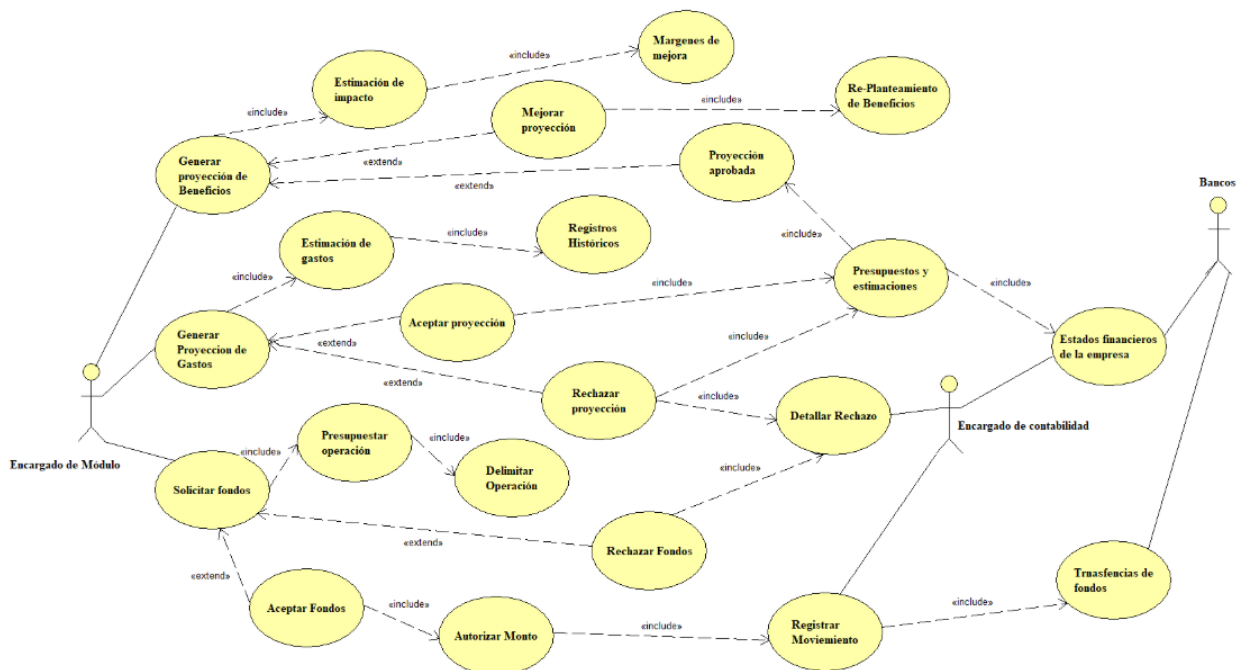 «include»
Margenes de
mejora
Estimación de
impacto
«include»
Re-Planteamiento
de Beneficios
«include»
Mejorar
proyección
Generar
proyección de
Beneficios
«extend»
Proyección
aprobada
«extend»
Bancos
Estimación de
gastos
«include»
Registros
Históricos
«include»
«include»
Presupuestos y
estimaciones
«include»
«include»
Aceptar proyección
Generar
Proyeccion de
Gastos
«extend»
«include»
Estados financieros
de la empresa
«extend»
Rechazar
proyección
«include»
Detallar Rechazo
Encargado de contabilidad
Encargado de Módulo
Presupuestar
operación
«include»
«include»
Delimitar
Operación
Solicitar fondos
«include»
«extend»
Rechazar Fondos
«extend»
Aceptar Fondos
«include»
Autorizar Monto
«include»
Registrar
Moviemiento
«include»
Trnasfencias de
fondos